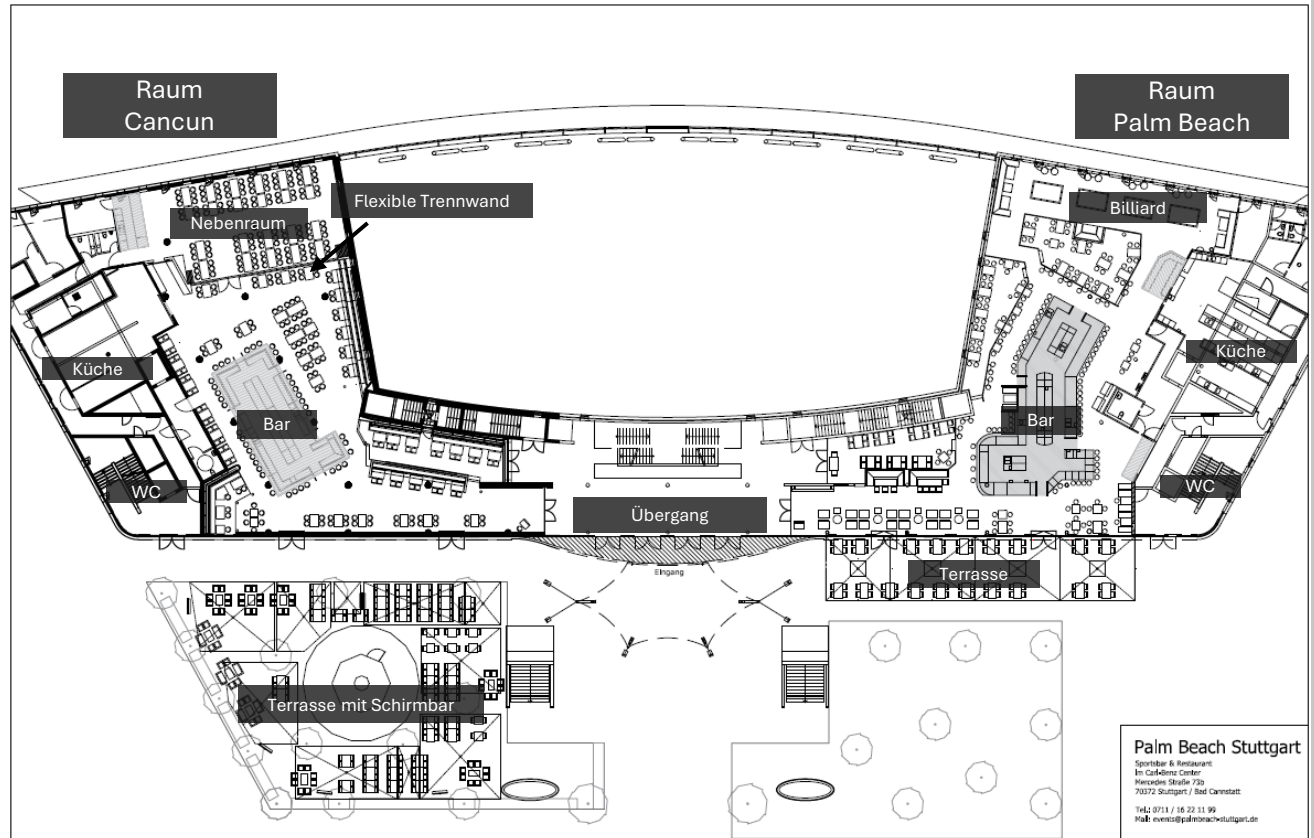 Raum
Cancun
Raum
Palm Beach
Flexible Trennwand
Nebenraum
Billiard
Küche
Küche
Bar
Bar
WC
WC
Übergang
Eingang
Terrasse
Terrasse mit Schirmbar
Palm Beach Stuttgart
Sportsbar & Restaurant
Im Carl-Benz Center
Mercedes Straße 73b
70372 Stuttgart / Bad Cannstatt
Tel.: 0711 / 16 22 11 99
Mail: events@palmbeach-stuttgart.de